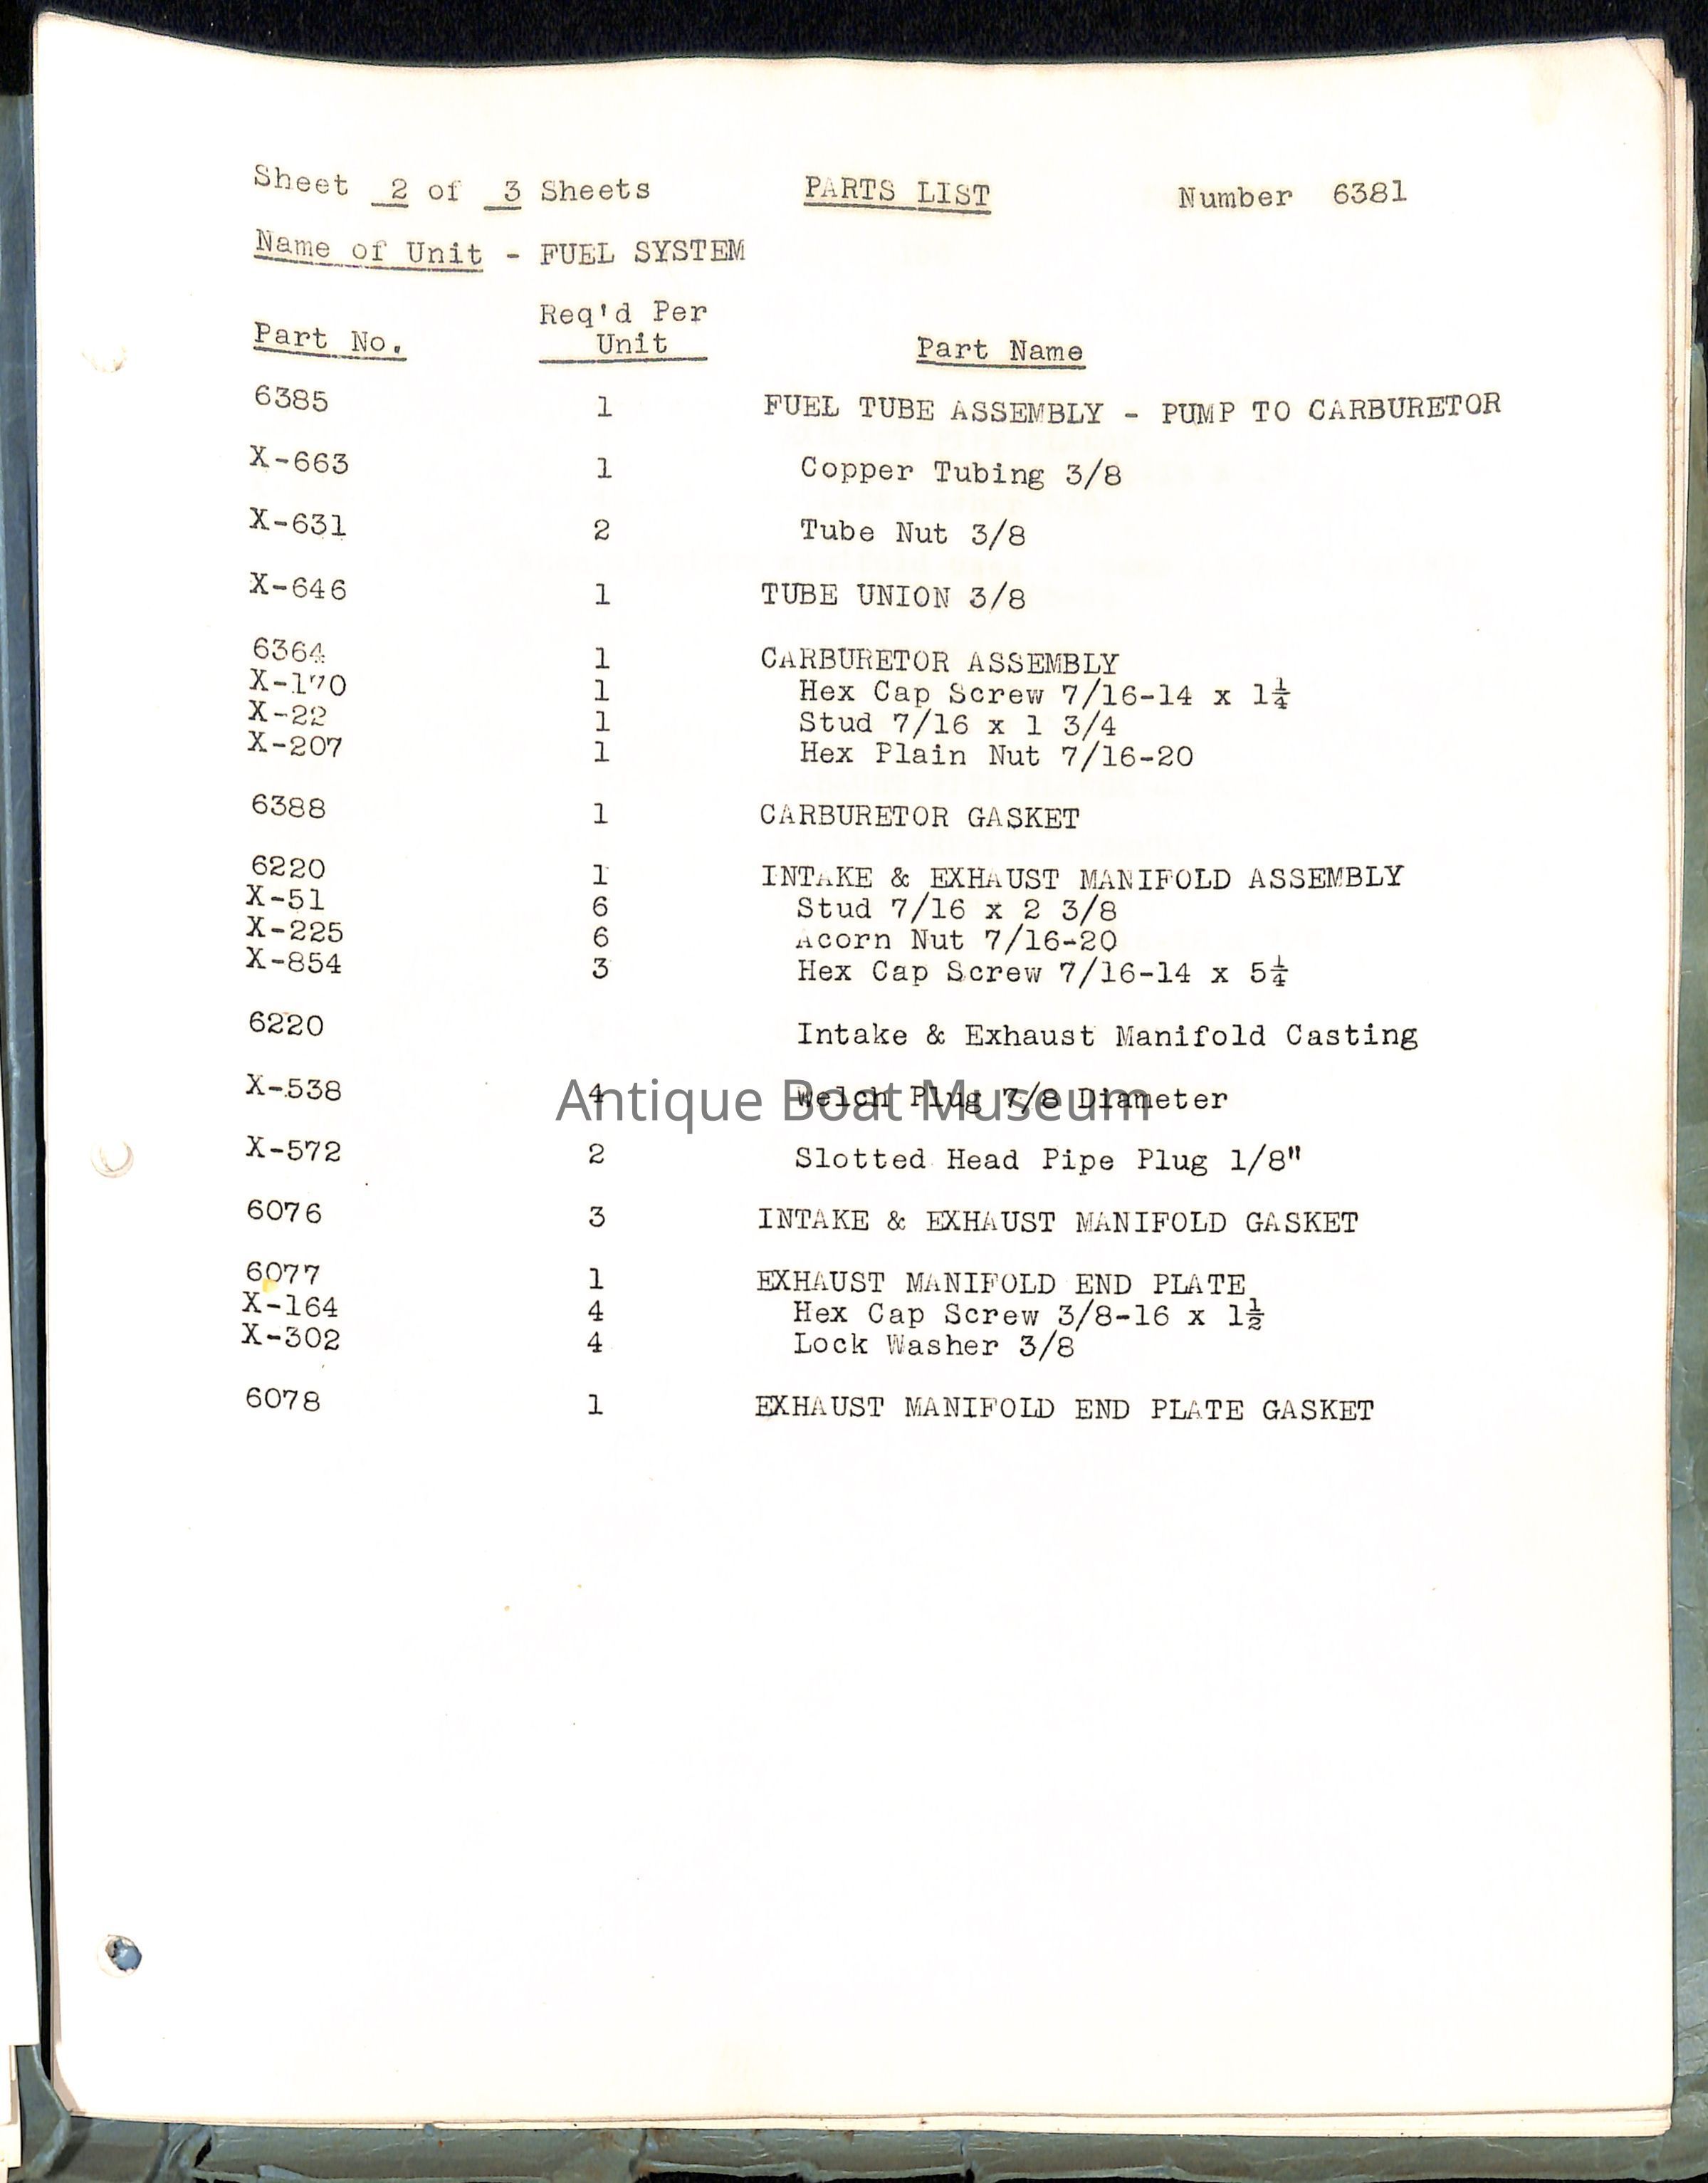 Sheet 2 of 3 Sheets PARTS LIST Number 6381
Name of Unit - FUEL SYSTEM
Req'd Per
Part No. Unit Part Name
6385 1 FUEL TUBE ASSEMBLY - PUMP TO CARBURETOR
X-663 1 Copper Tubing 3/8
X-631 2 Tube Nut 3/8
X-646 1 TUBE UNION 3/8
6364 1 CARBURETOR ASSEMBLY
X-170 1 Hex Cap Screw 7/16-14 x 1¼
X-22 1 Stud 7/16 x 1 3/4
X-207 1 Hex Plain Nut 7/16-20
6388 1 CARBURETOR GASKET
6220 1 INTAKE & EXHAUST MANIFOLD ASSEMBLY
X-51 6 Stud 7/16 x 2 3/8
X-225 6 Acorn Nut 7/16-20
X-854 3 Hex Cap Screw 7/16-14 x 5¼
6220 Intake & Exhaust Manifold Casting
X-538 4 Welch Plug 7/8 Diameter
Antique Boat Museum
X-572 2 Slotted Head Pipe Plug 1/8"
6076 3 INTAKE & EXHAUST MANIFOLD GASKET
6077 1 EXHAUST MANIFOLD END PLATE
X-164 4 Hex Cap Screw 3/8-16 x 1½
X-302 4 Lock Washer 3/8
6078 1 EXHAUST MANIFOLD END PLATE GASKET